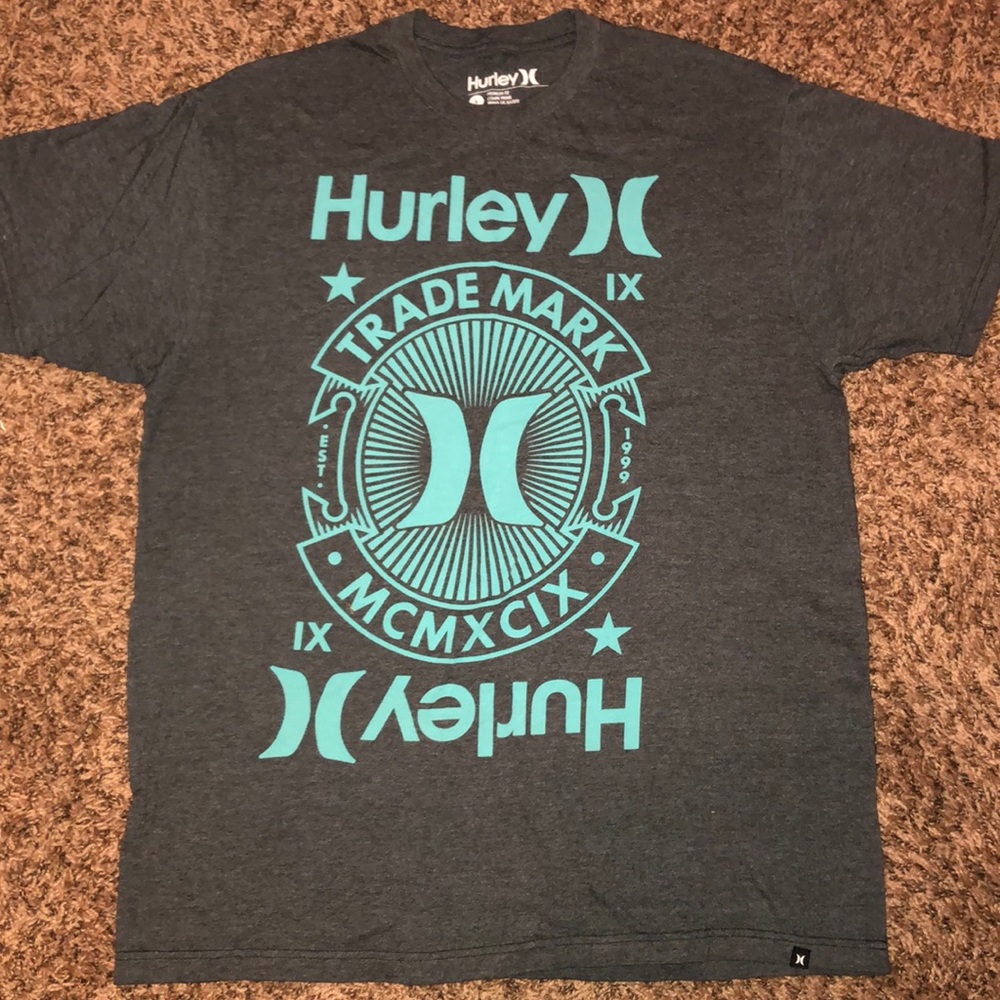 Hurley
Hurley
IX
TRADE MARK
· EST. ·
1999
• MCMXCIX •
IX
Hurley